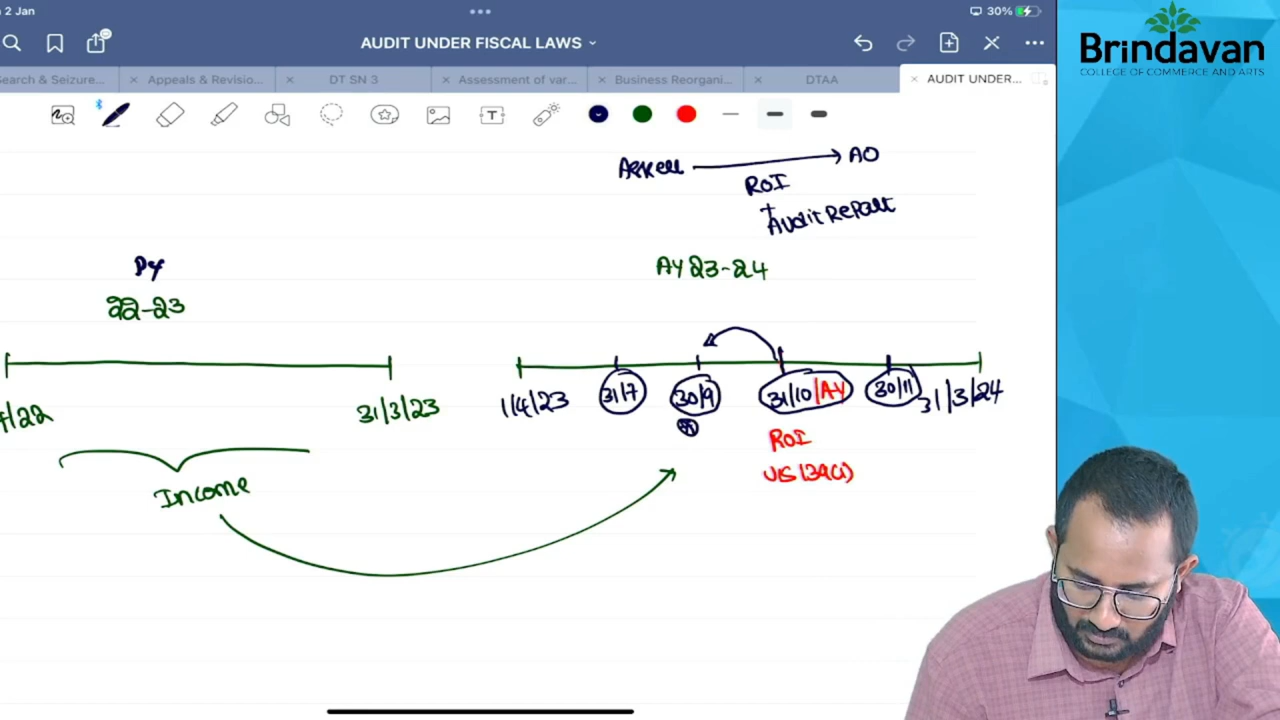 2 Jan
30%
AUDIT UNDER FISCAL LAWS
Brindavan
COLLEGE OF COMMERCE AND ARTS
earch & Seizure...
Appeals & Revisio...
DT SN 3
Assessment of var...
Business Reorgani...
DTAA
AUDIT UNDER...
T
AO
ROI
+
Audit Report
PY
22-23
AY 23-24
/22
31/3/23
1/4/23
31/7
30/9
31/10/AY
30/11
31/3/24
ROI
U/S 139(1)
Income